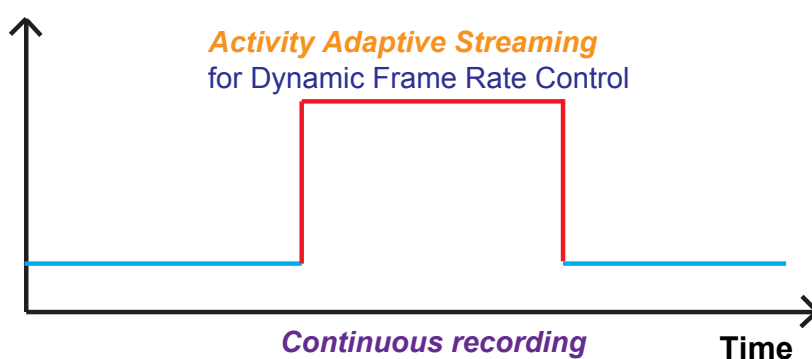 Activity Adaptive Streaming
for Dynamic Frame Rate Control
Continuous recording
Time